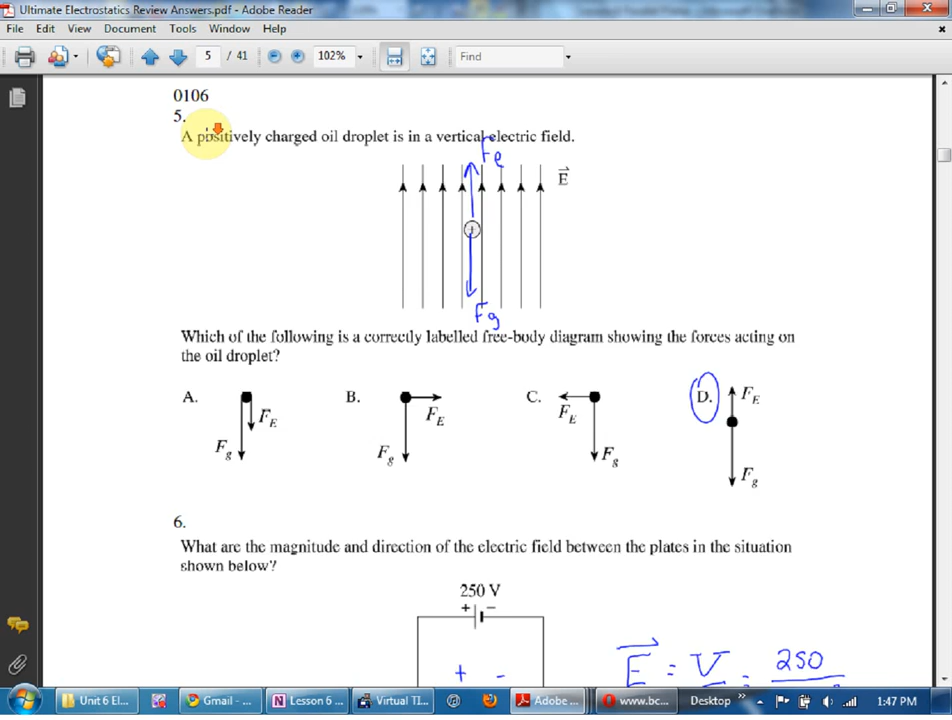 Ultimate Electrostatics Review Answers.pdf - Adobe Reader
File Edit View Document Tools Window Help
5 / 41 102% Find
0106
5.
A positively charged oil droplet is in a vertical electric field.
Fe
E
+
Fg
Which of the following is a correctly labelled free-body diagram showing the forces acting on
the oil droplet?
A. B. C. D.
FE FE FE FE
Fg Fg Fg Fg
6.
What are the magnitude and direction of the electric field between the plates in the situation
shown below?
250 V
+ −
+ -
E = V = 250
Unit 6 El... Gmail - ... Lesson 6 ... Virtual TI... Adobe ... www.bc... Desktop » 1:47 PM